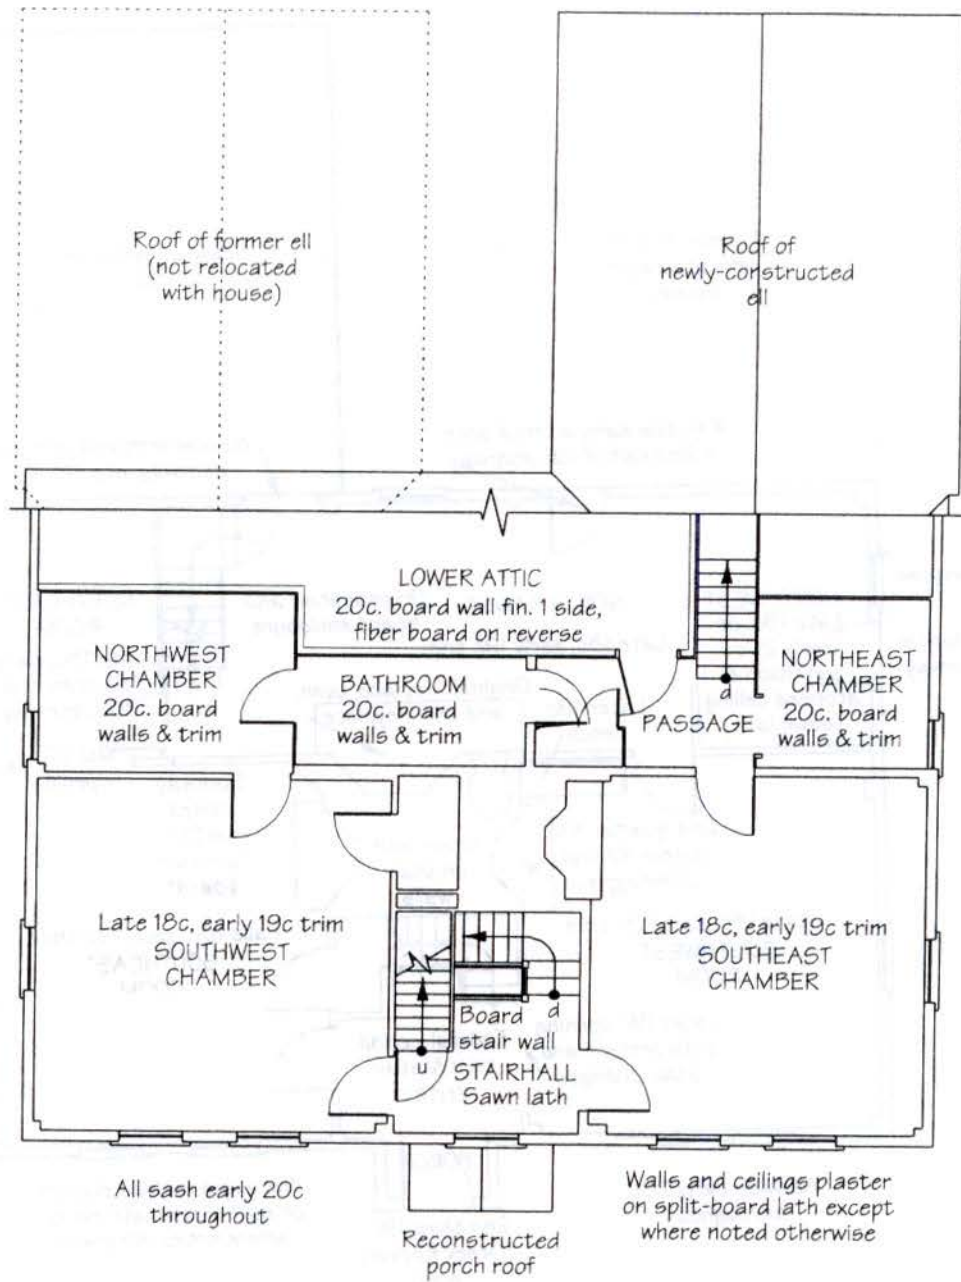 Roof of former ell
(not relocated
with house)
Roof of
newly-constructed
ell
LOWER ATTIC
20c. board wall fin. 1 side,
fiber board on reverse
NORTHWEST
CHAMBER
20c. board
walls & trim
BATHROOM
20c. board
walls & trim
d
PASSAGE
NORTHEAST
CHAMBER
20c. board
walls & trim
Late 18c, early 19c trim
SOUTHWEST
CHAMBER
Late 18c, early 19c trim
SOUTHEAST
CHAMBER
u
d
Board
stair wall
STAIRHALL
Sawn lath
All sash early 20c
throughout
Reconstructed
porch roof
Walls and ceilings plaster
on split-board lath except
where noted otherwise